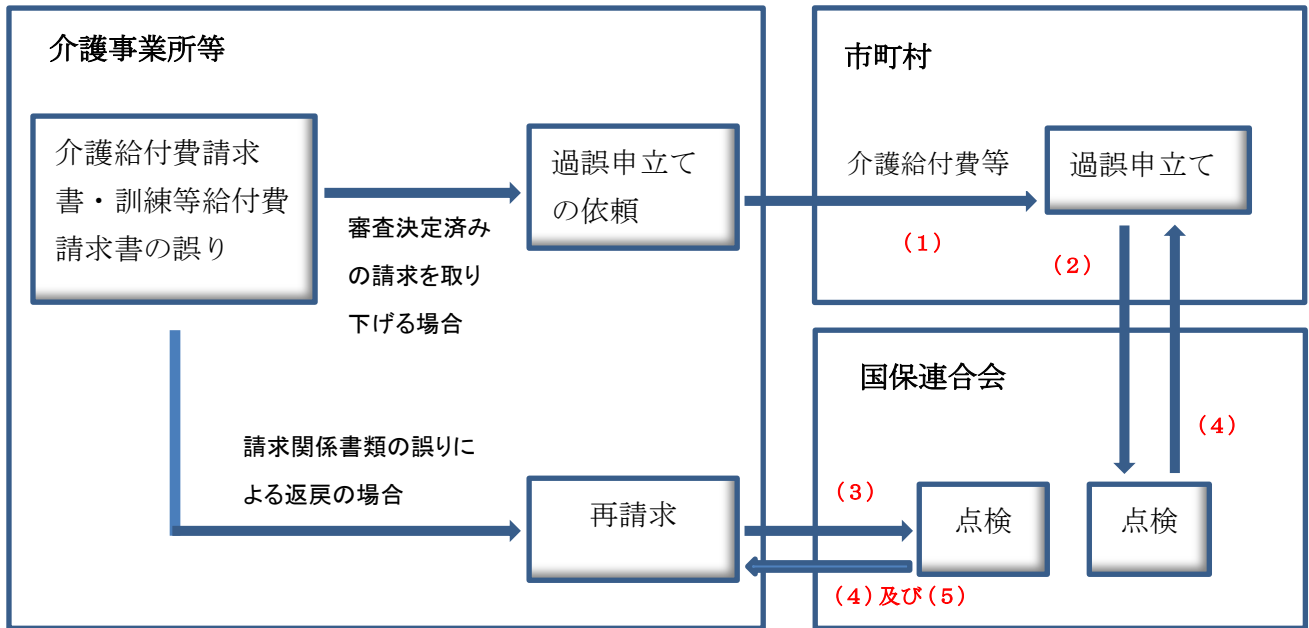 介護事業所等
介護給付費請求
書・訓練等給付費
請求書の誤り
審査決定済み
の請求を取り
下げる場合
過誤申立て
の依頼
請求関係書類の誤りに
よる返戻の場合
再請求
市町村
介護給付費等
(1)
過誤申立て
(2)
国保連合会
(3)
点検
(4)及び(5)
点検
(4)